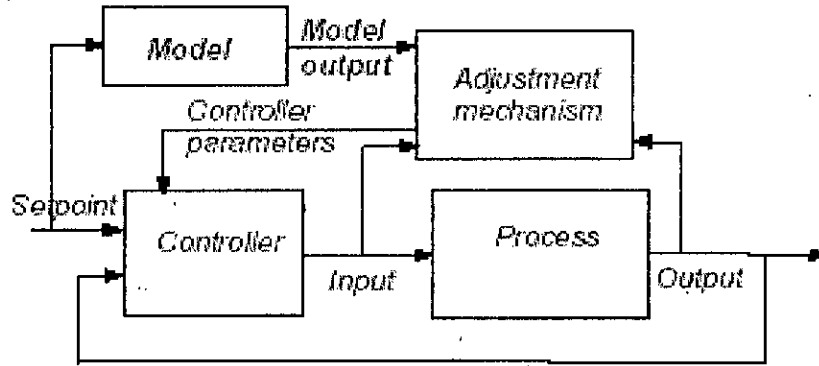 Model
Model
output
Adjustment
mechanism
Controller
parameters
Setpoint
Controller
Process
Input
Output